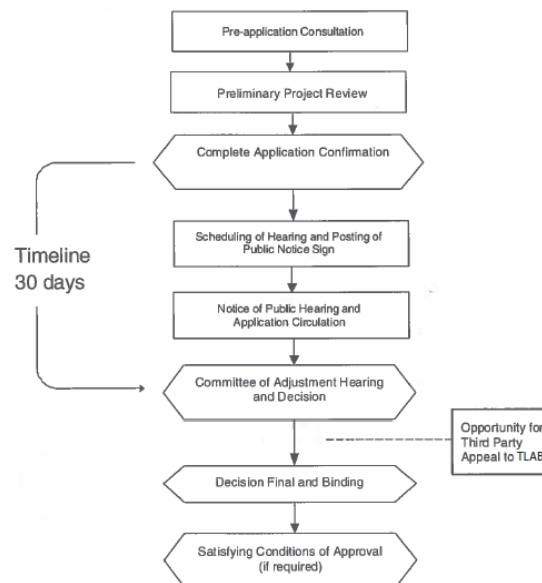 Pre-application Consultation
Preliminary Project Review
Complete Application Confirmation
Timeline
30 days
Scheduling of Hearing and Posting of
Public Notice Sign
Notice of Public Hearing and
Application Circulation
Committee of Adjustment Hearing
and Decision
Opportunity for
Third Party
Appeal to TLAB
Decision Final and Binding
Satisfying Conditions of Approval
(if required)